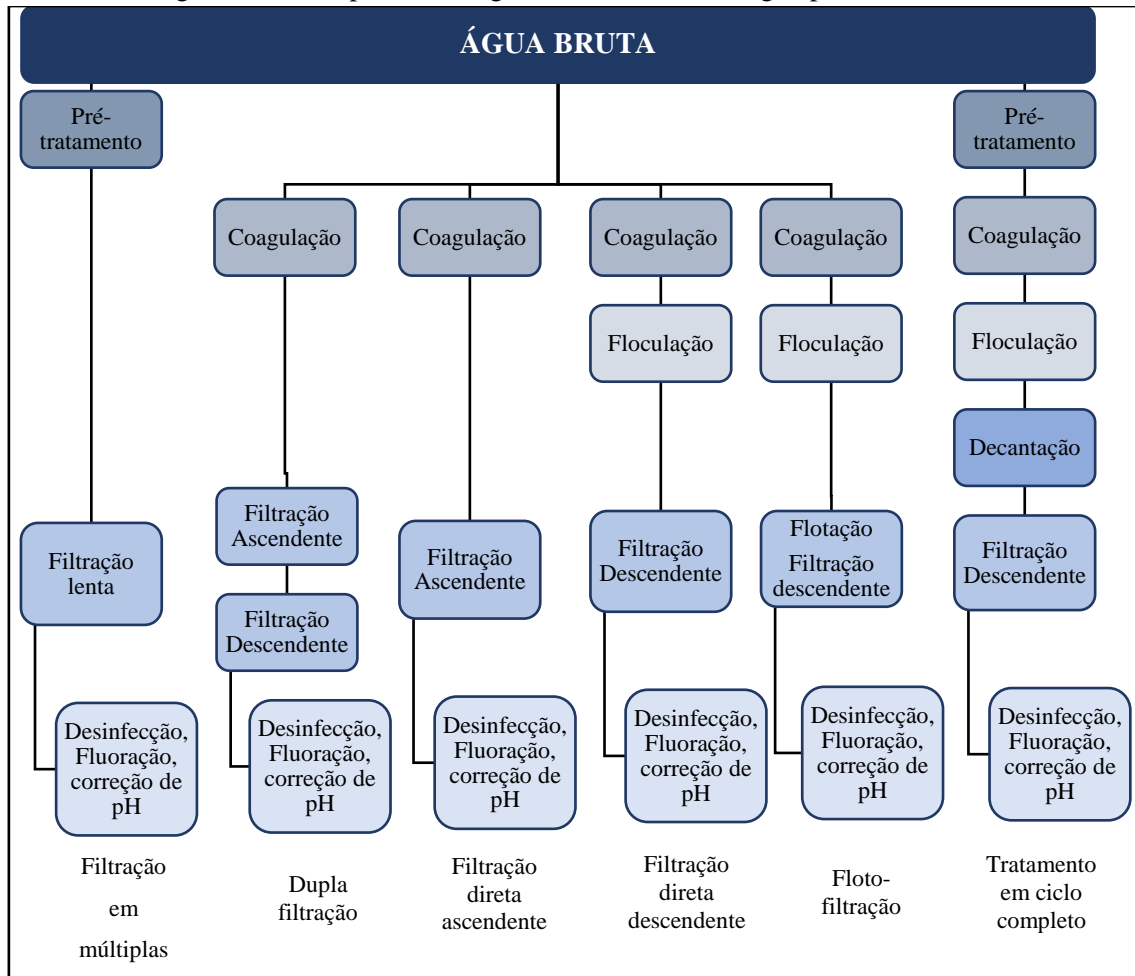 ÁGUA BRUTA
Pré-
tratamento
Pré-
tratamento
Coagulação
Coagulação
Coagulação
Coagulação
Coagulação
Floculação
Floculação
Floculação
Decantação
Filtração
lenta
Filtração
Ascendente
Filtração
Descendente
Filtração
Ascendente
Filtração
Descendente
Flotação
Filtração
descendente
Filtração
Descendente
Desinfecção,
Fluoração,
correção de
pH
Desinfecção,
Fluoração,
correção de
pH
Desinfecção,
Fluoração,
correção de
pH
Desinfecção,
Fluoração,
correção de
pH
Desinfecção,
Fluoração,
correção de
pH
Desinfecção,
Fluoração,
correção de
pH
Filtração
em
múltiplas
Dupla
filtração
Filtração
direta
ascendente
Filtração
direta
descendente
Floto-
filtração
Tratamento
em ciclo
completo